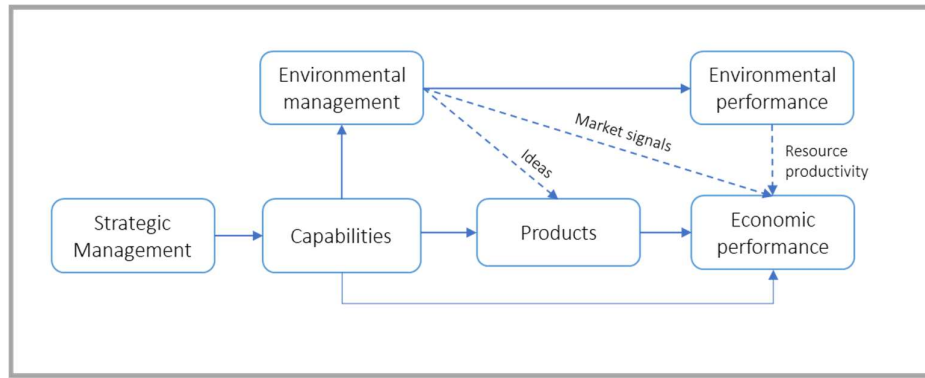 Environmental
management
Environmental
performance
Market signals
Ideas
Resource
productivity
Strategic
Management
Capabilities
Products
Economic
performance